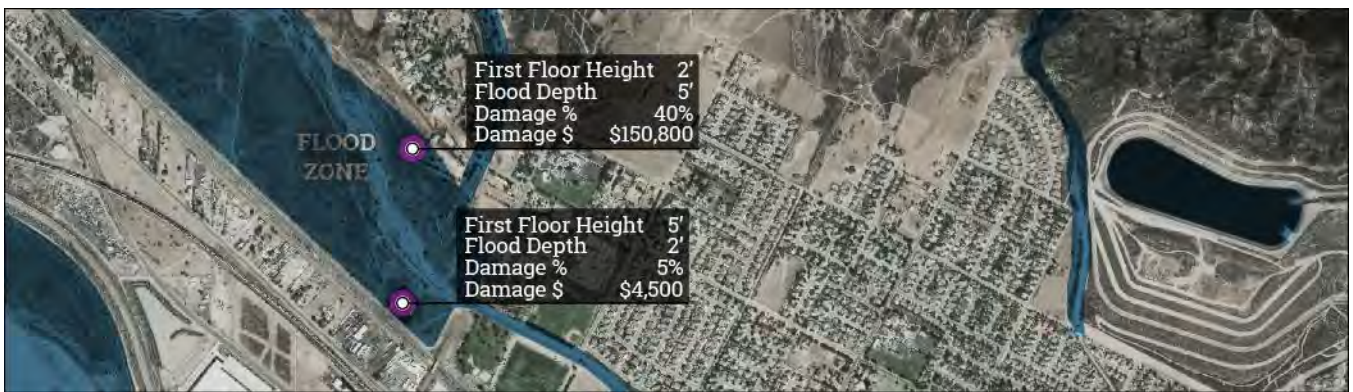 First Floor Height 2'
Flood Depth 5'
Damage % 40%
Damage $ $150,800
FLOOD
ZONE
First Floor Height 5'
Flood Depth 2'
Damage % 5%
Damage $ $4,500